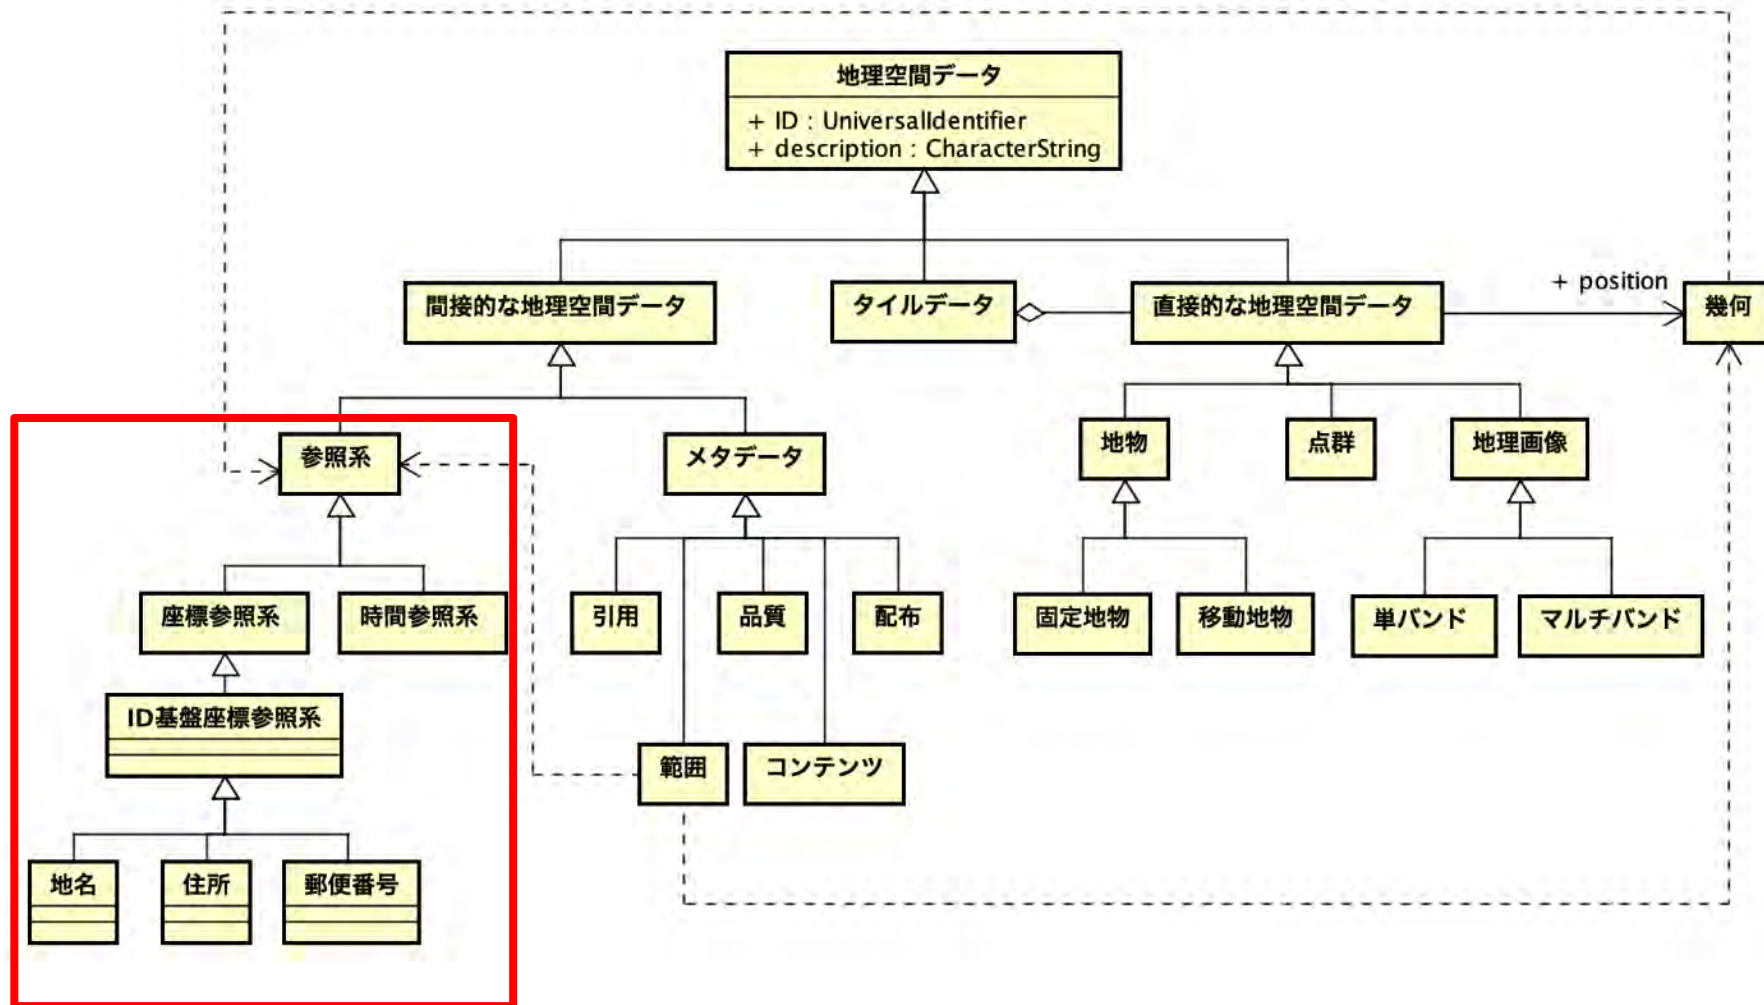 地理空間データ
+ ID : UniversalIdentifier
+ description : CharacterString
+ position
間接的な地理空間データ
タイルデータ
直接的な地理空間データ
幾何
参照系
メタデータ
地物
点群
地理画像
座標参照系
時間参照系
引用
品質
配布
固定地物
移動地物
単バンド
マルチバンド
ID基盤座標参照系
範囲
コンテンツ
地名
住所
郵便番号